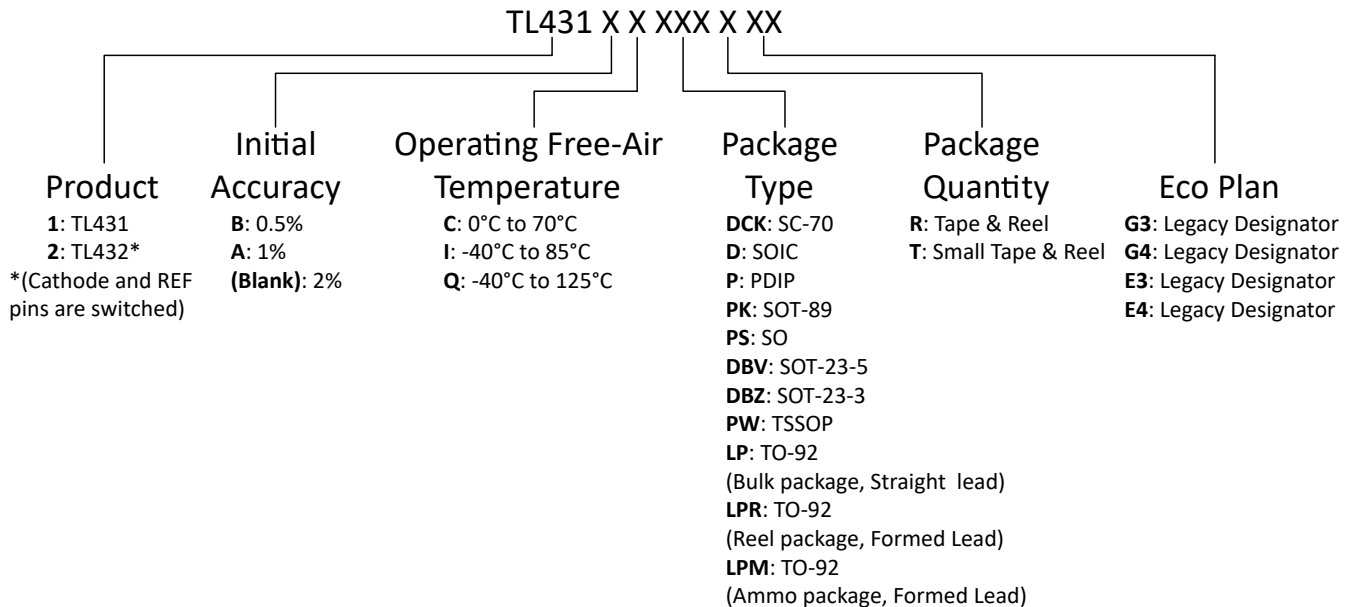 TL431 X X XXX X XX
Product
1: TL431
2: TL432*
*(Cathode and REF
pins are switched)
Initial
Accuracy
B: 0.5%
A: 1%
(Blank): 2%
Operating Free-Air
Temperature
C: 0°C to 70°C
I: -40°C to 85°C
Q: -40°C to 125°C
Package
Type
DCK: SC-70
D: SOIC
P: PDIP
PK: SOT-89
PS: SO
DBV: SOT-23-5
DBZ: SOT-23-3
PW: TSSOP
LP: TO-92
(Bulk package, Straight lead)
LPR: TO-92
(Reel package, Formed Lead)
LPM: TO-92
(Ammo package, Formed Lead)
Package
Quantity
R: Tape & Reel
T: Small Tape & Reel
Eco Plan
G3: Legacy Designator
G4: Legacy Designator
E3: Legacy Designator
E4: Legacy Designator